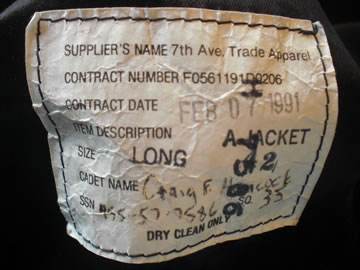 SUPPLIER'S NAME 7th Ave. Trade Apparel
CONTRACT NUMBER F0561191D0206
CONTRACT DATE FEB 07 1991
ITEM DESCRIPTION A-JACKET
SIZE LONG 42
CADET NAME Craig F.
SSN SQ. 33
DRY CLEAN ONLY